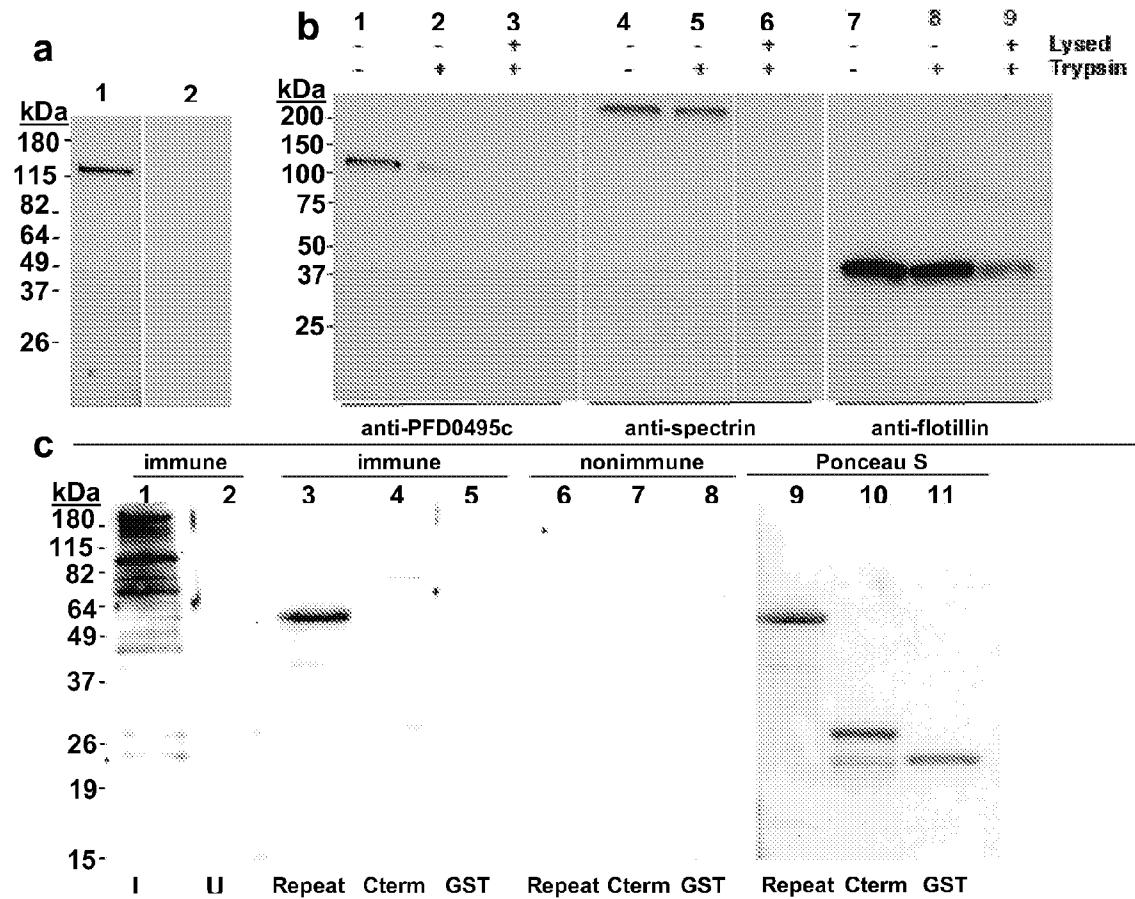 a
1 2
kDa
180
115
82
64
49
37
26
b
1 2 3 4 5 6 7 8 9
- - + - - + - - + Lysed
- + + - + + - + + Trypsin
kDa
200
150
100
75
50
37
25
anti-PFD0495c anti-spectrin anti-flotillin
c
immune immune nonimmune Ponceau S
kDa
1 2 3 4 5 6 7 8 9 10 11
180
115
82
64
49
37
26
19
15
I U Repeat Cterm GST Repeat Cterm GST Repeat Cterm GST